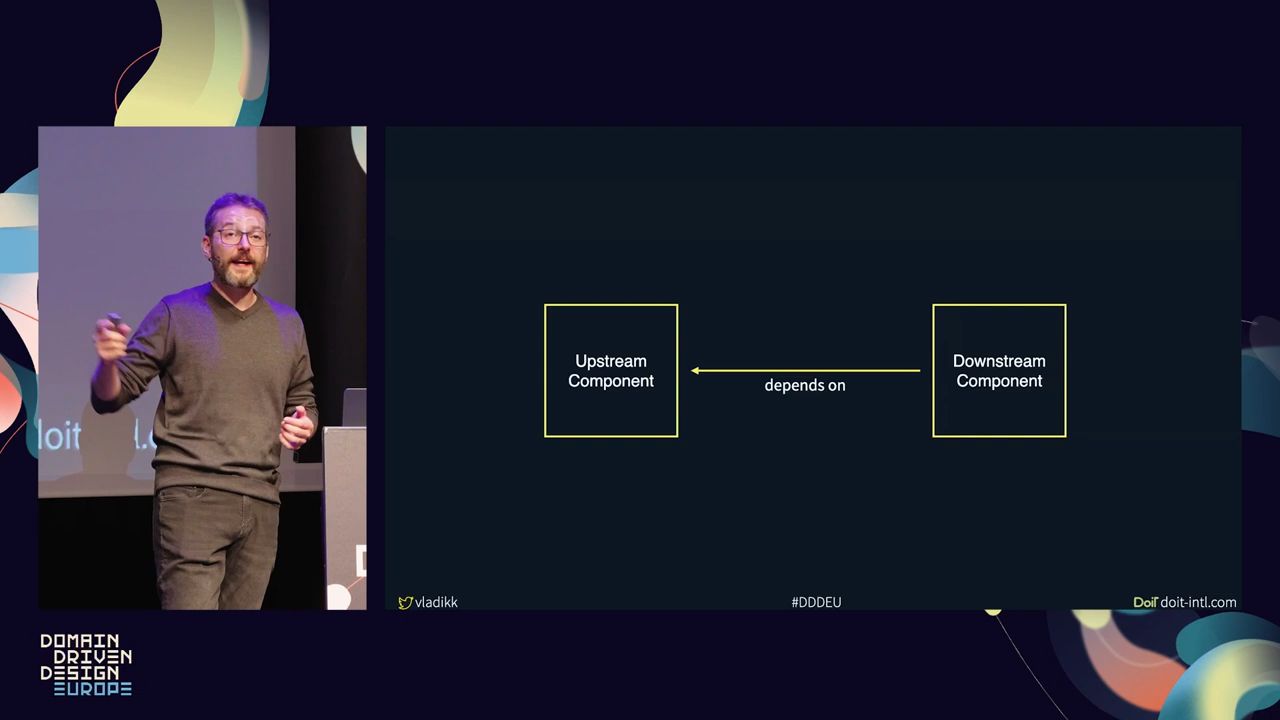 Upstream
Component
depends on
Downstream
Component
vladikk
#DDDEU
DoiT doit-intl.com
DOMAIN
DRIVEN
DESIGN
EUROPE